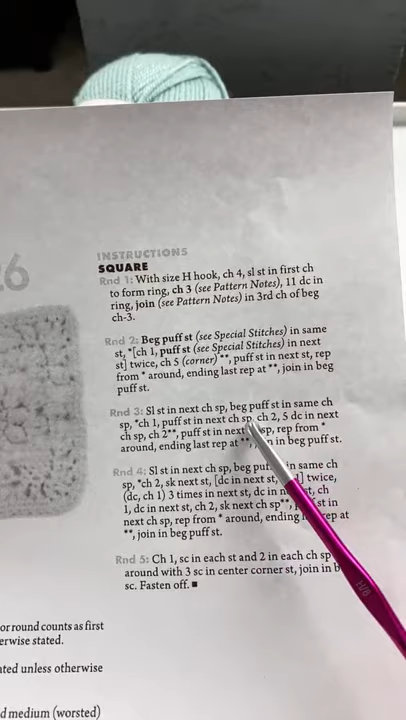 26
INSTRUCTIONS
SQUARE
Rnd 1: With size H hook, ch 4, sl st in first ch
to form ring, ch 3 (see Pattern Notes), 11 dc in
ring, join (see Pattern Notes) in 3rd ch of beg
ch-3.
Rnd 2: Beg puff st (see Special Stitches) in same
st, *[ch 1, puff st (see Special Stitches) in next
st] twice, ch 5 (corner)**, puff st in next st, rep
from * around, ending last rep at **, join in beg
puff st.
Rnd 3: Sl st in next ch sp, beg puff st in same ch
sp, *ch 1, puff st in next ch sp, ch 2, 5 dc in next
ch sp, ch 2**, puff st in next sp, rep from *
around, ending last rep at **, in beg puff st.
Rnd 4: Sl st in next ch sp, beg in same ch
sp, *ch 2, sk next st, [dc in next st, twice,
(dc, ch 1) 3 times in next st, dc in ch
1, dc in next st, ch 2, sk next ch sp**, st in
next ch sp, rep from * around, ending rep at
**, join in beg puff st.
Rnd 5: Ch 1, sc in each st and 2 in each ch sp
around with 3 sc in center corner st, join in
sc. Fasten off. ■
or round counts as first
erwise stated.
ated unless otherwise
d medium (worsted)
H/8